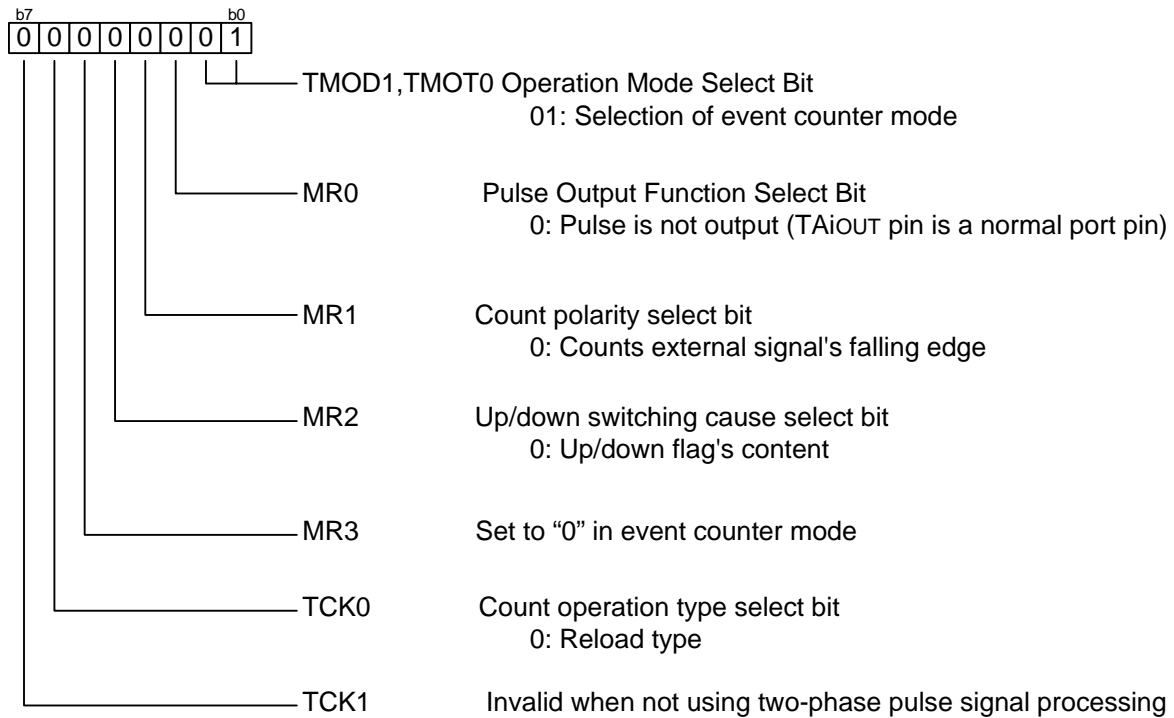 b7 b0
0 0 0 0 0 0 0 1
TMOD1,TMOT0 Operation Mode Select Bit
01: Selection of event counter mode
MR0 Pulse Output Function Select Bit
0: Pulse is not output (TAiOUT pin is a normal port pin)
MR1 Count polarity select bit
0: Counts external signal's falling edge
MR2 Up/down switching cause select bit
0: Up/down flag's content
MR3 Set to “0” in event counter mode
TCK0 Count operation type select bit
0: Reload type
TCK1 Invalid when not using two-phase pulse signal processing